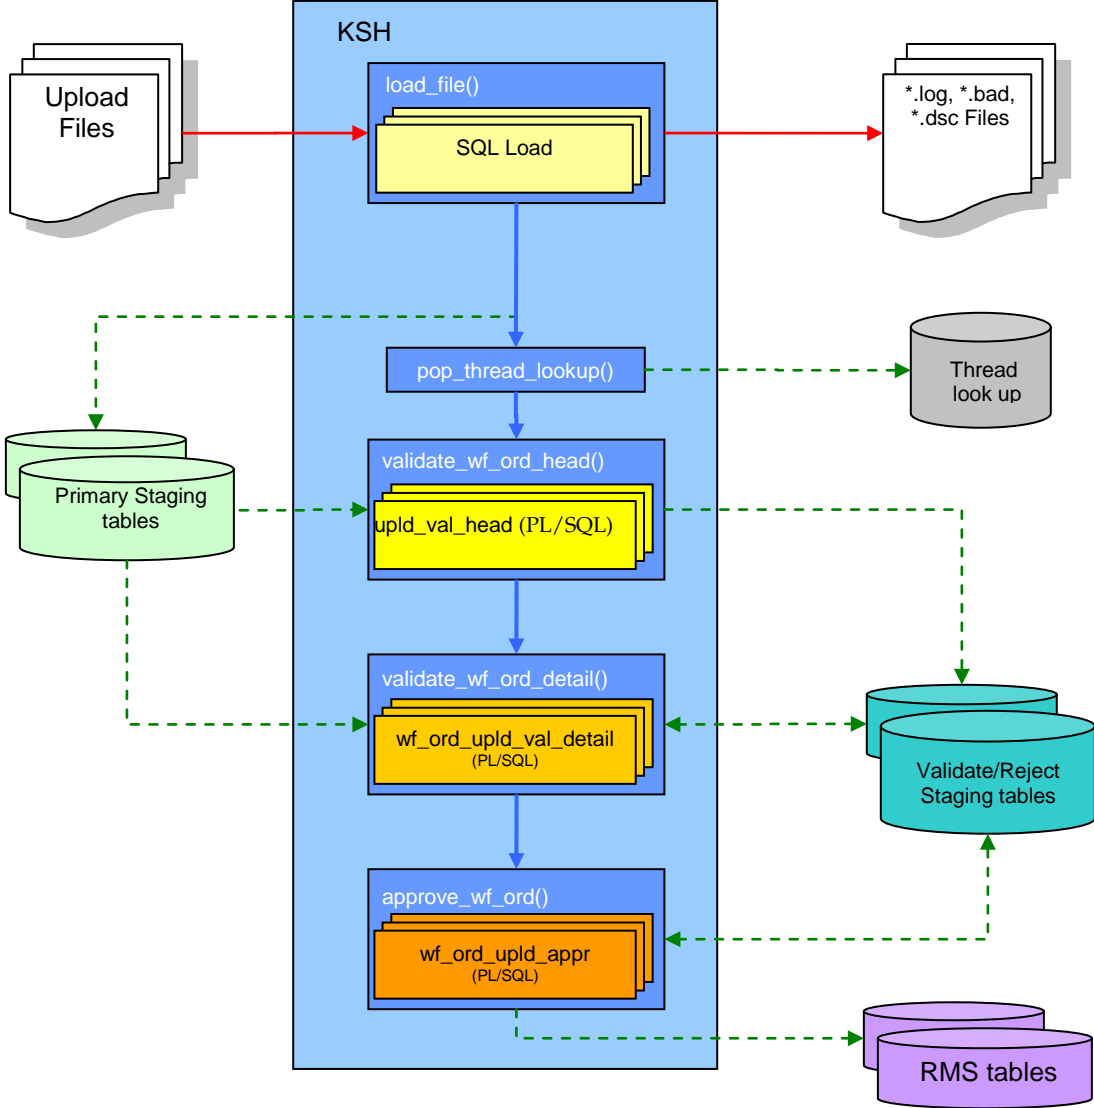 KSH
Upload
Files
load_file()
SQL Load
*.log, *.bad,
*.dsc Files
pop_thread_lookup()
Thread
look up
validate_wf_ord_head()
upld_val_head (PL/SQL)
Primary Staging
tables
validate_wf_ord_detail()
wf_ord_upld_val_detail
(PL/SQL)
Validate/Reject
Staging tables
approve_wf_ord()
wf_ord_upld_appr
(PL/SQL)
RMS tables